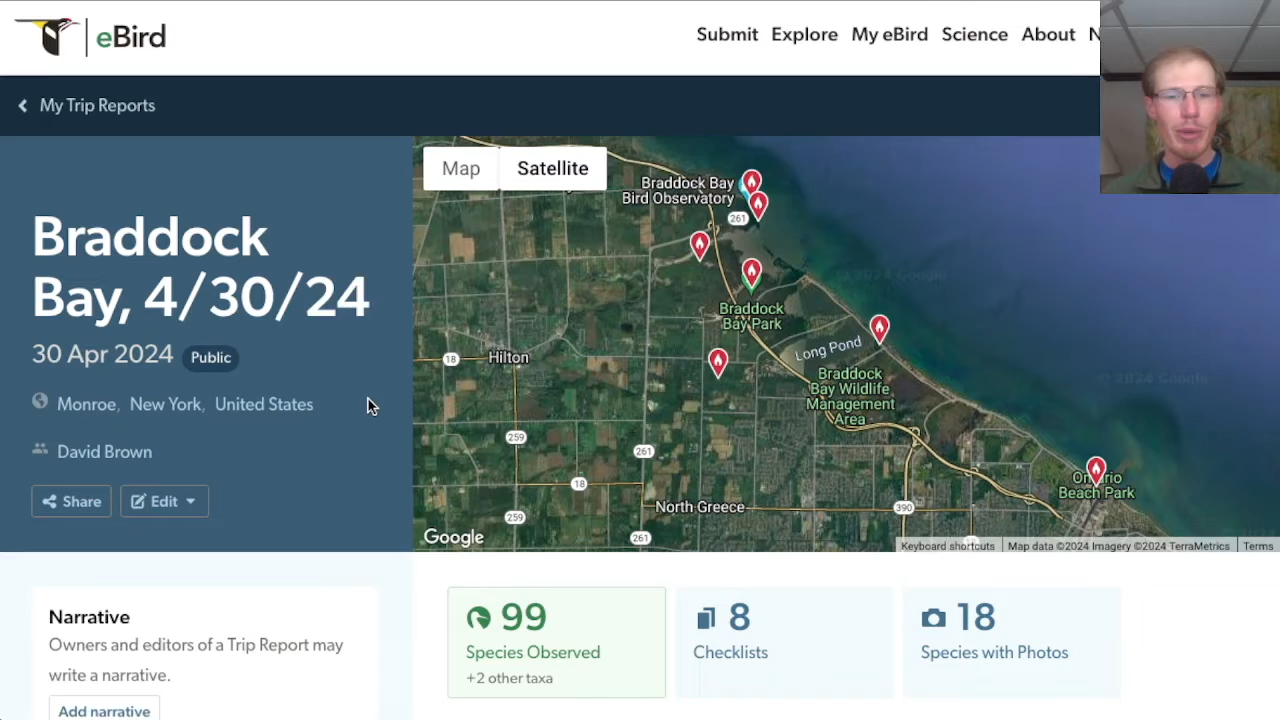 eBird
Submit Explore My eBird Science About N
My Trip Reports
Braddock
Bay, 4/30/24
30 Apr 2024 Public
Monroe, New York, United States
David Brown
Share Edit
Map Satellite
Braddock Bay
Bird Observatory
261
Braddock
Bay Park
Long Pond
18 Hilton
Braddock
Bay Wildlife
Management
Area
© 2024 Google
© 2024 Google
259
261
18
North Greece
390
Ontario
Beach Park
259
261
Google
Keyboard shortcuts Map data ©2024 Imagery ©2024 TerraMetrics Terms
Narrative
Owners and editors of a Trip Report may
write a narrative.
Add narrative
99
Species Observed
+2 other taxa
8
Checklists
18
Species with Photos